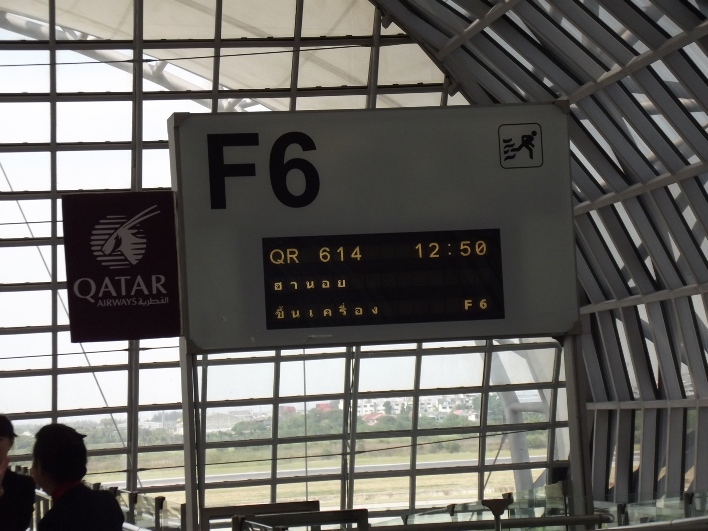 F6
QR 614 12:50
ฮานอย
ขึ้นเครื่อง F6
QATAR
AIRWAYS القطرية